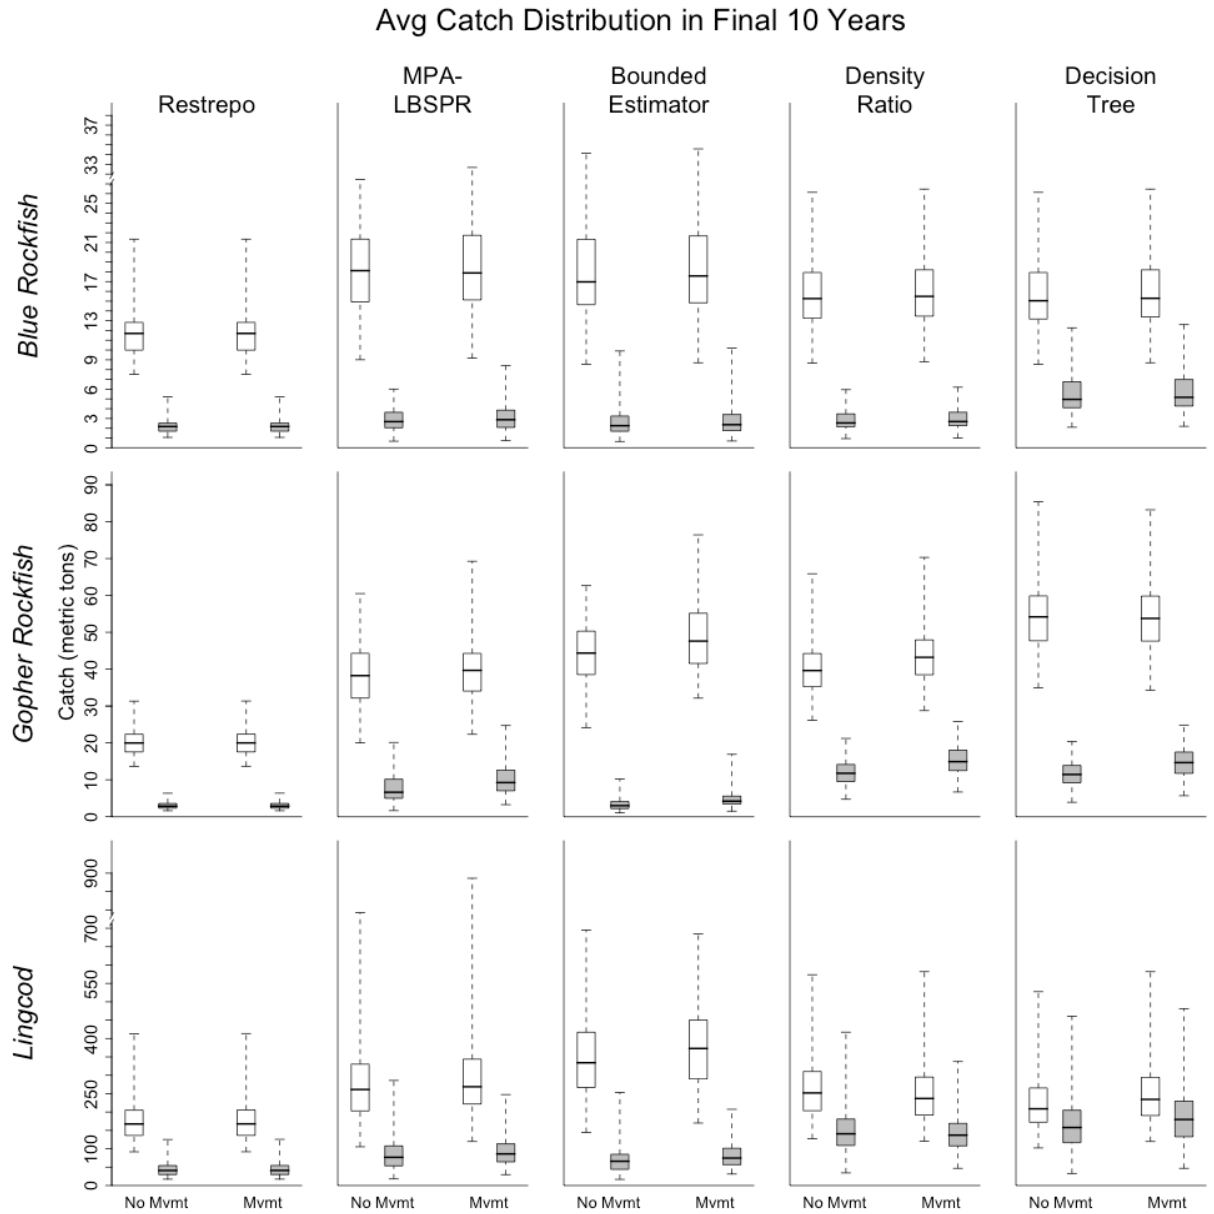 Avg Catch Distribution in Final 10 Years
Restrepo
MPA-
LBSPR
Bounded
Estimator
Density
Ratio
Decision
Tree
Blue Rockfish
37
33
25
21
17
13
9
6
3
0
Gopher Rockfish
Catch (metric tons)
90
80
70
60
50
40
30
20
10
0
Lingcod
900
700
550
400
250
100
0
No Mvmt Mvmt No Mvmt Mvmt No Mvmt Mvmt No Mvmt Mvmt No Mvmt Mvmt